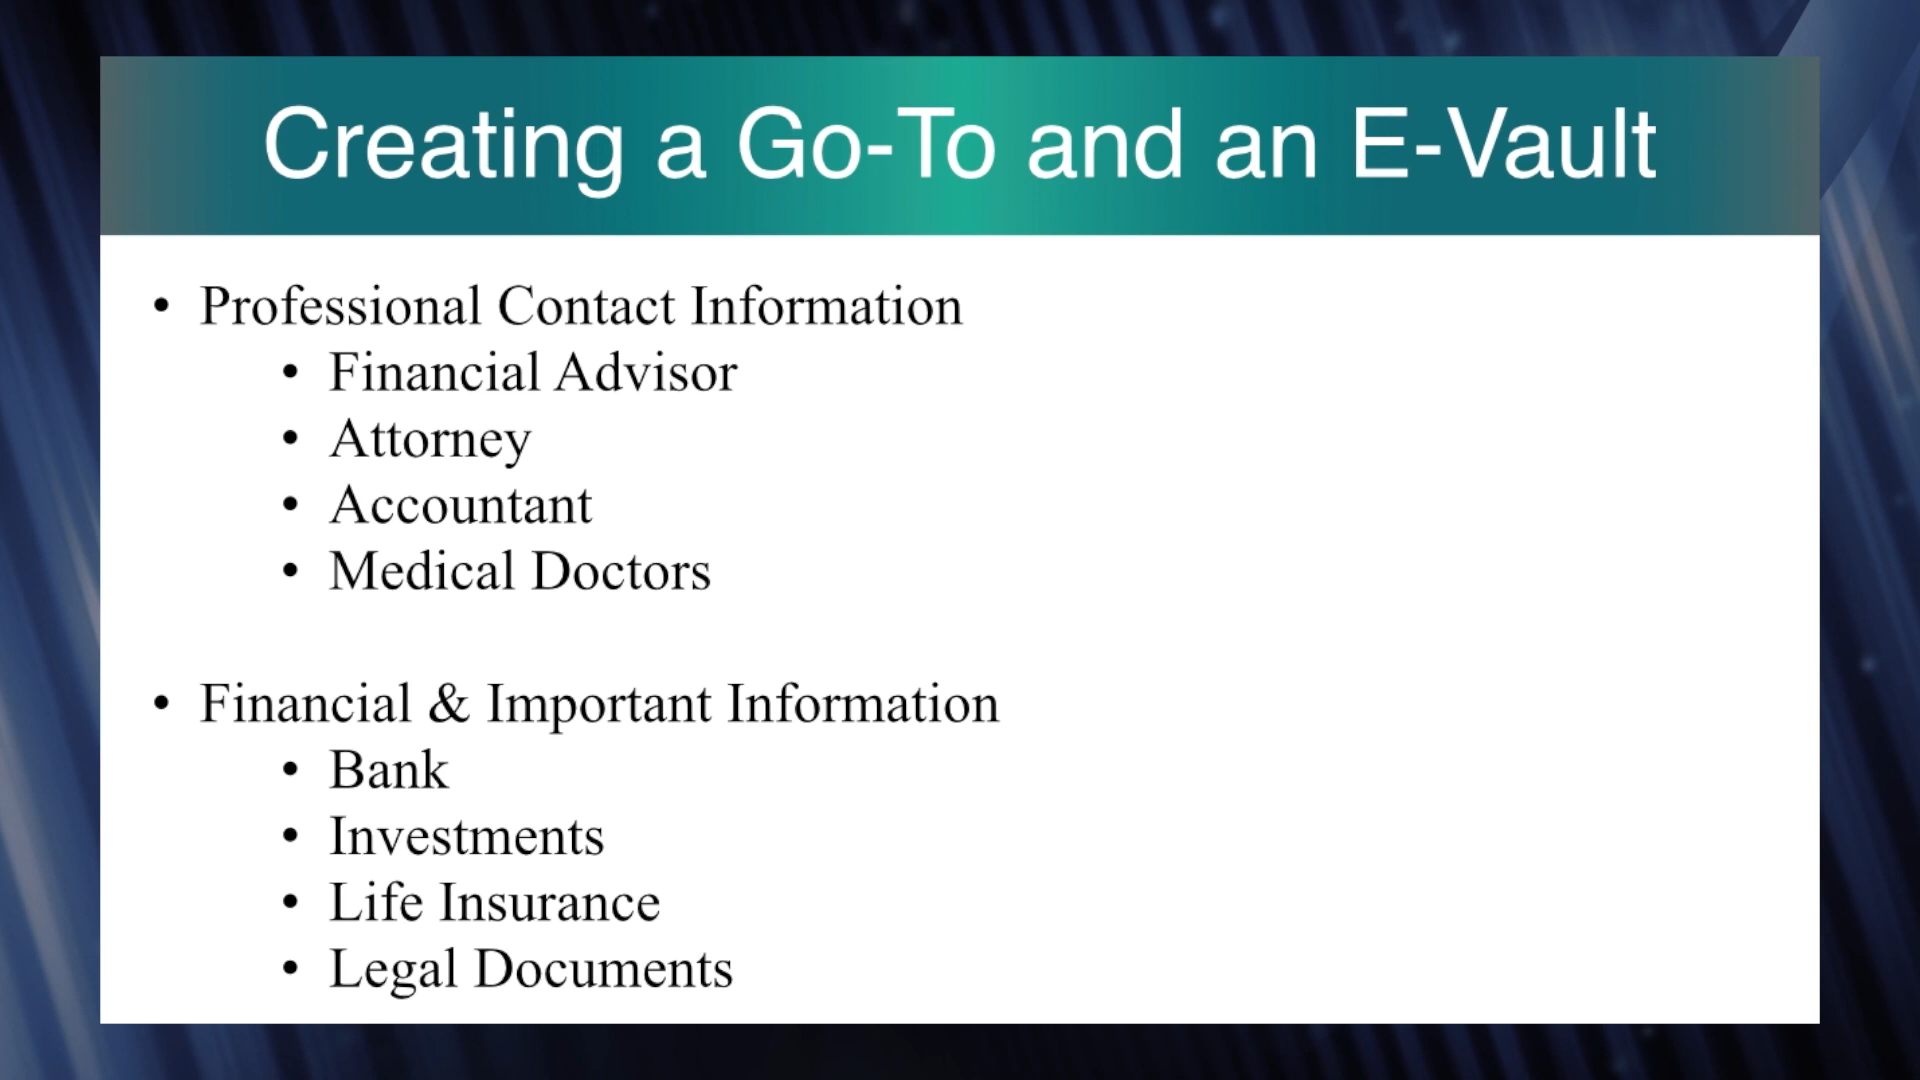 Creating a Go-To and an E-Vault
• Professional Contact Information
• Financial Advisor
• Attorney
• Accountant
• Medical Doctors
• Financial & Important Information
• Bank
• Investments
• Life Insurance
• Legal Documents